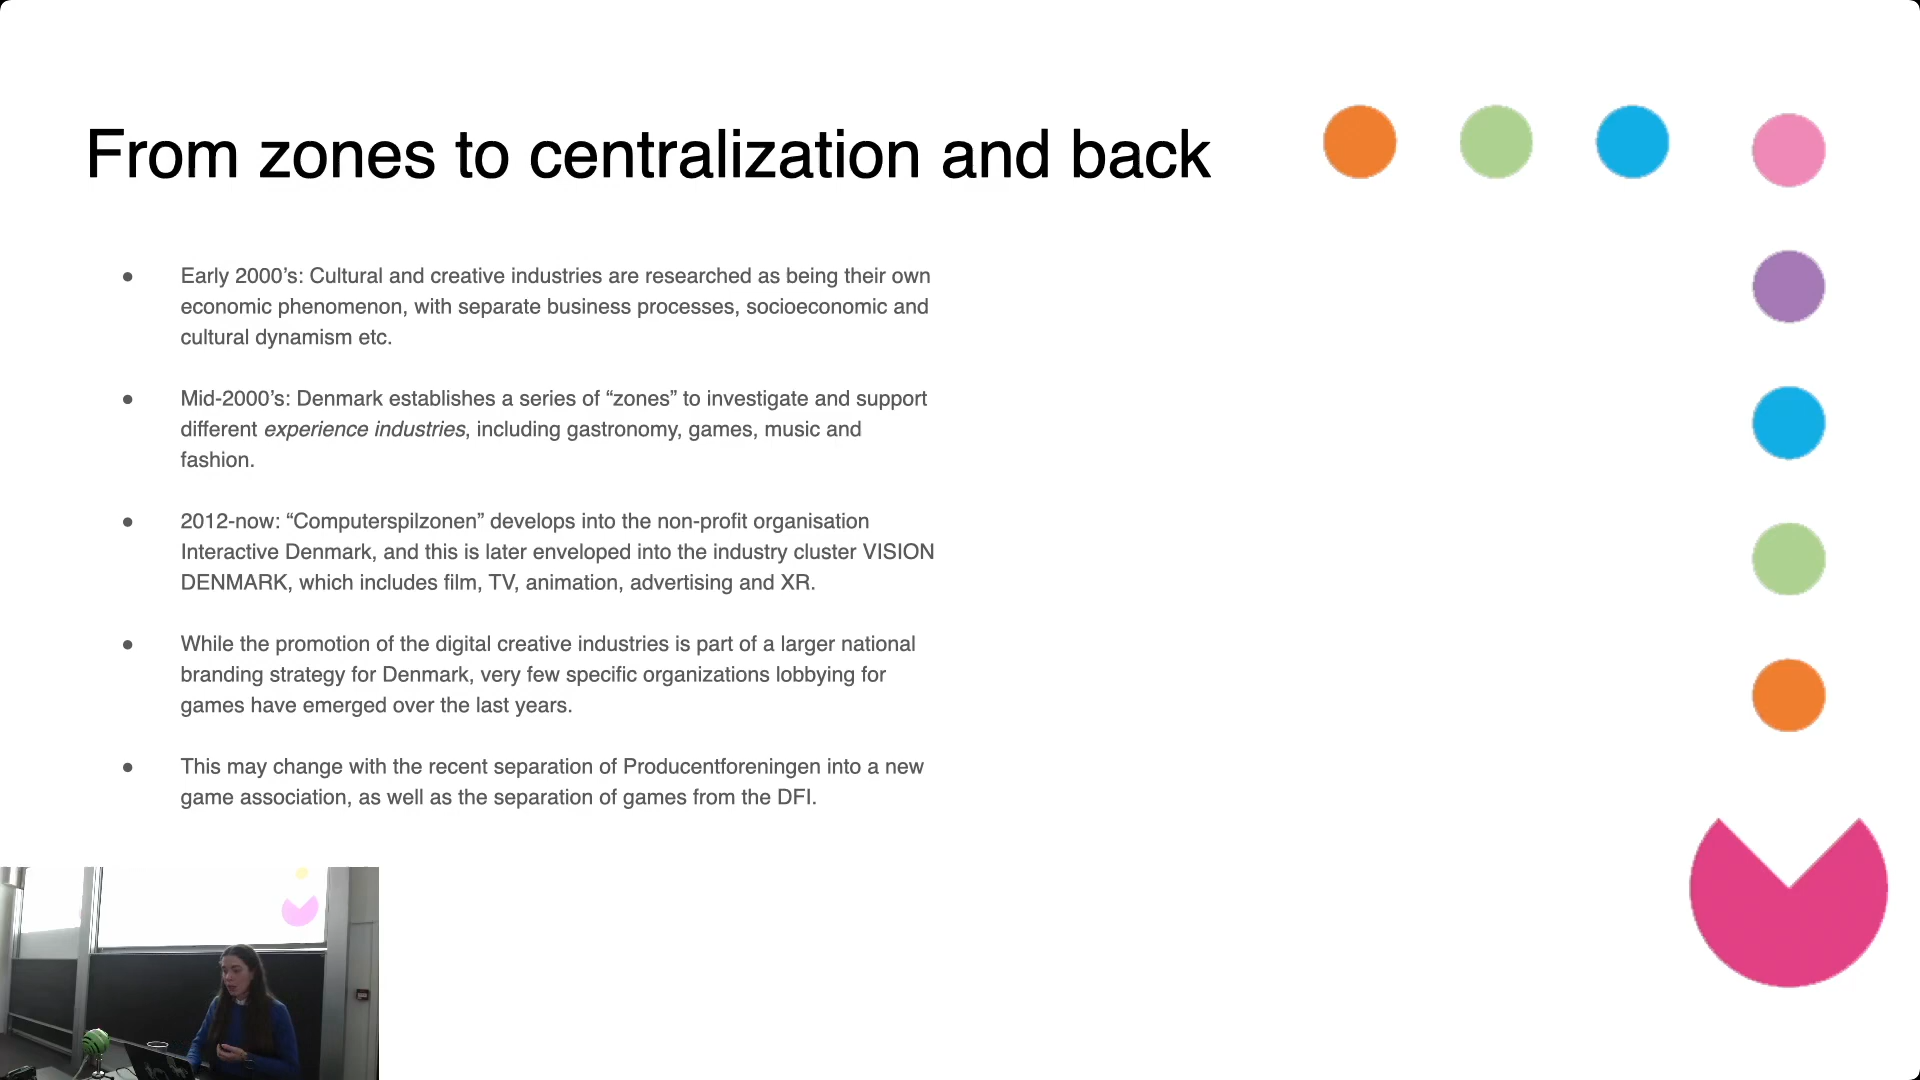 From zones to centralization and back
● Early 2000’s: Cultural and creative industries are researched as being their own
economic phenomenon, with separate business processes, socioeconomic and
cultural dynamism etc.
● Mid-2000’s: Denmark establishes a series of “zones” to investigate and support
different experience industries, including gastronomy, games, music and
fashion.
● 2012-now: “Computerspilzonen” develops into the non-profit organisation
Interactive Denmark, and this is later enveloped into the industry cluster VISION
DENMARK, which includes film, TV, animation, advertising and XR.
● While the promotion of the digital creative industries is part of a larger national
branding strategy for Denmark, very few specific organizations lobbying for
games have emerged over the last years.
● This may change with the recent separation of Producentforeningen into a new
game association, as well as the separation of games from the DFI.